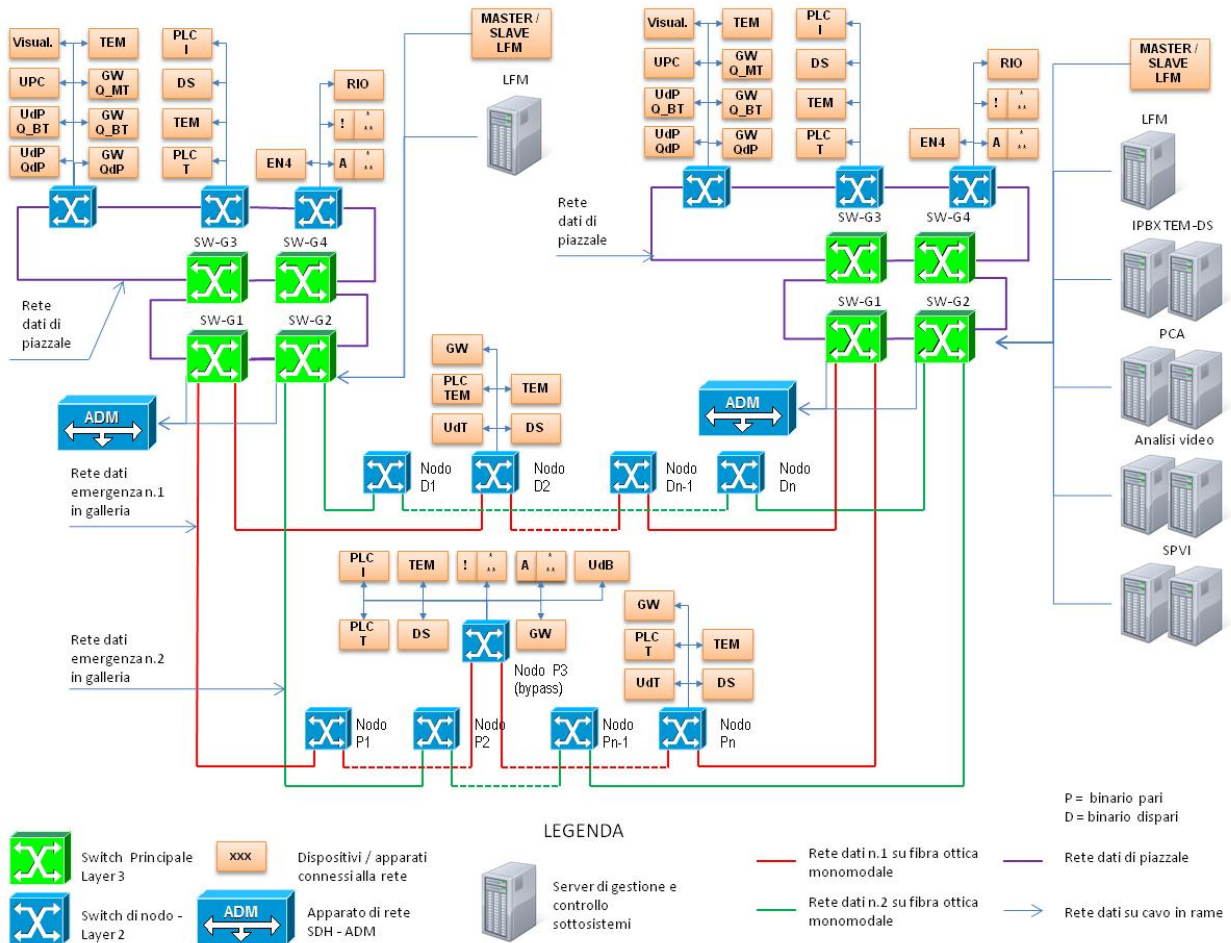 Visual.
TEM
UPC
GW
Q_MT
UdP
Q_BT
GW
Q_BT
UdP
QdP
GW
QdP
PLC
I
DS
TEM
PLC
T
RIO
! * **
EN4
A * **
MASTER /
SLAVE
LFM
LFM
SW-G3
SW-G4
SW-G1
SW-G2
Rete
dati di
piazzale
ADM
Visual.
TEM
UPC
GW
Q_MT
UdP
Q_BT
GW
Q_BT
UdP
QdP
GW
QdP
PLC
I
DS
TEM
PLC
T
RIO
! * **
EN4
A * **
Rete
dati di
piazzale
SW-G3
SW-G4
SW-G1
SW-G2
ADM
MASTER /
SLAVE
LFM
LFM
IPBX TEM-DS
PCA
Analisi video
SPVI
GW
PLC
TEM
TEM
UdT
DS
Nodo
D1
Nodo
D2
Nodo
Dn-1
Nodo
Dn
Rete dati
emergenza n.1
in galleria
PLC
I
TEM
! * **
A * **
UdB
PLC
T
DS
GW
Nodo P3
(bypass)
GW
PLC
T
TEM
UdT
DS
Rete dati
emergenza n.2
in galleria
Nodo
P1
Nodo
P2
Nodo
Pn-1
Nodo
Pn
P = binario pari
D = binario dispari
LEGENDA
Switch Principale
Layer 3
xxx
Dispositivi / apparati
connessi alla rete
Switch di nodo -
Layer 2
ADM
Apparato di rete
SDH - ADM
Server di gestione e
controllo
sottosistemi
Rete dati n.1 su fibra ottica
monomodale
Rete dati n.2 su fibra ottica
monomodale
Rete dati di piazzale
Rete dati su cavo in rame